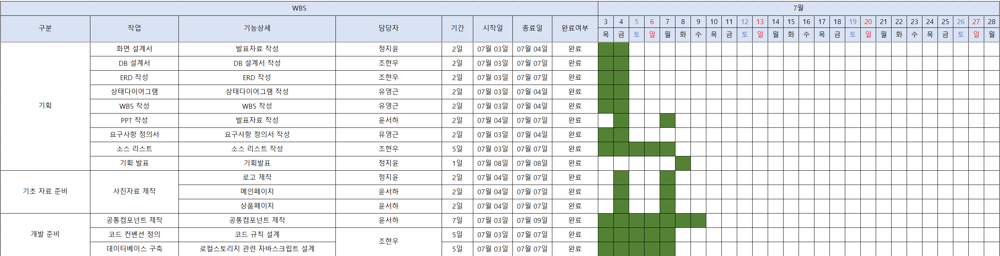 WBS 7월
구분 작업 기능상세 담당자 기간 시작일 종료일 완료여부 3 4 5 6 7 8 9 10 11 12 13 14 15 16 17 18 19 20 21 22 23 24 25 26 27 28
목 금 토 일 월 화 수 목 금 토 일 월 화 수 목 금 토 일 월 화 수 목 금 토 일 월
기획
화면 설계서 발표자료 작성 정지윤 2일 07월 03일 07월 04일 완료
DB 설계서 DB 설계서 작성 조현우 2일 07월 03일 07월 07일 완료
ERD 작성 ERD 작성 조현우 2일 07월 03일 07월 07일 완료
상태다이어그램 상태다이어그램 작성 유영근 2일 07월 03일 07월 04일 완료
WBS 작성 WBS 작성 유영근 2일 07월 03일 07월 04일 완료
PPT 작성 발표자료 작성 윤서하 2일 07월 04일 07월 07일 완료
요구사항 정의서 요구사항 정의서 작성 유영근 2일 07월 03일 07월 04일 완료
소스 리스트 소스 리스트 작성 조현우 5일 07월 03일 07월 07일 완료
기획 발표 기획발표 정지윤 1일 07월 08일 07월 08일 완료
기초 자료 준비 사진자료 제작
로고 제작 정지윤 2일 07월 04일 07월 07일 완료
메인페이지 윤서하 2일 07월 04일 07월 07일 완료
상품페이지 윤서하 2일 07월 04일 07월 07일 완료
개발 준비
공통컴포넌트 제작 공통컴포넌트 제작 윤서하 7일 07월 03일 07월 09일 완료
코드 컨벤션 정의 코드 규칙 설계 조현우 5일 07월 03일 07월 07일 완료
데이터베이스 구축 로컬스토리지 관련 자바스크립트 설계 5일 07월 03일 07월 07일 완료